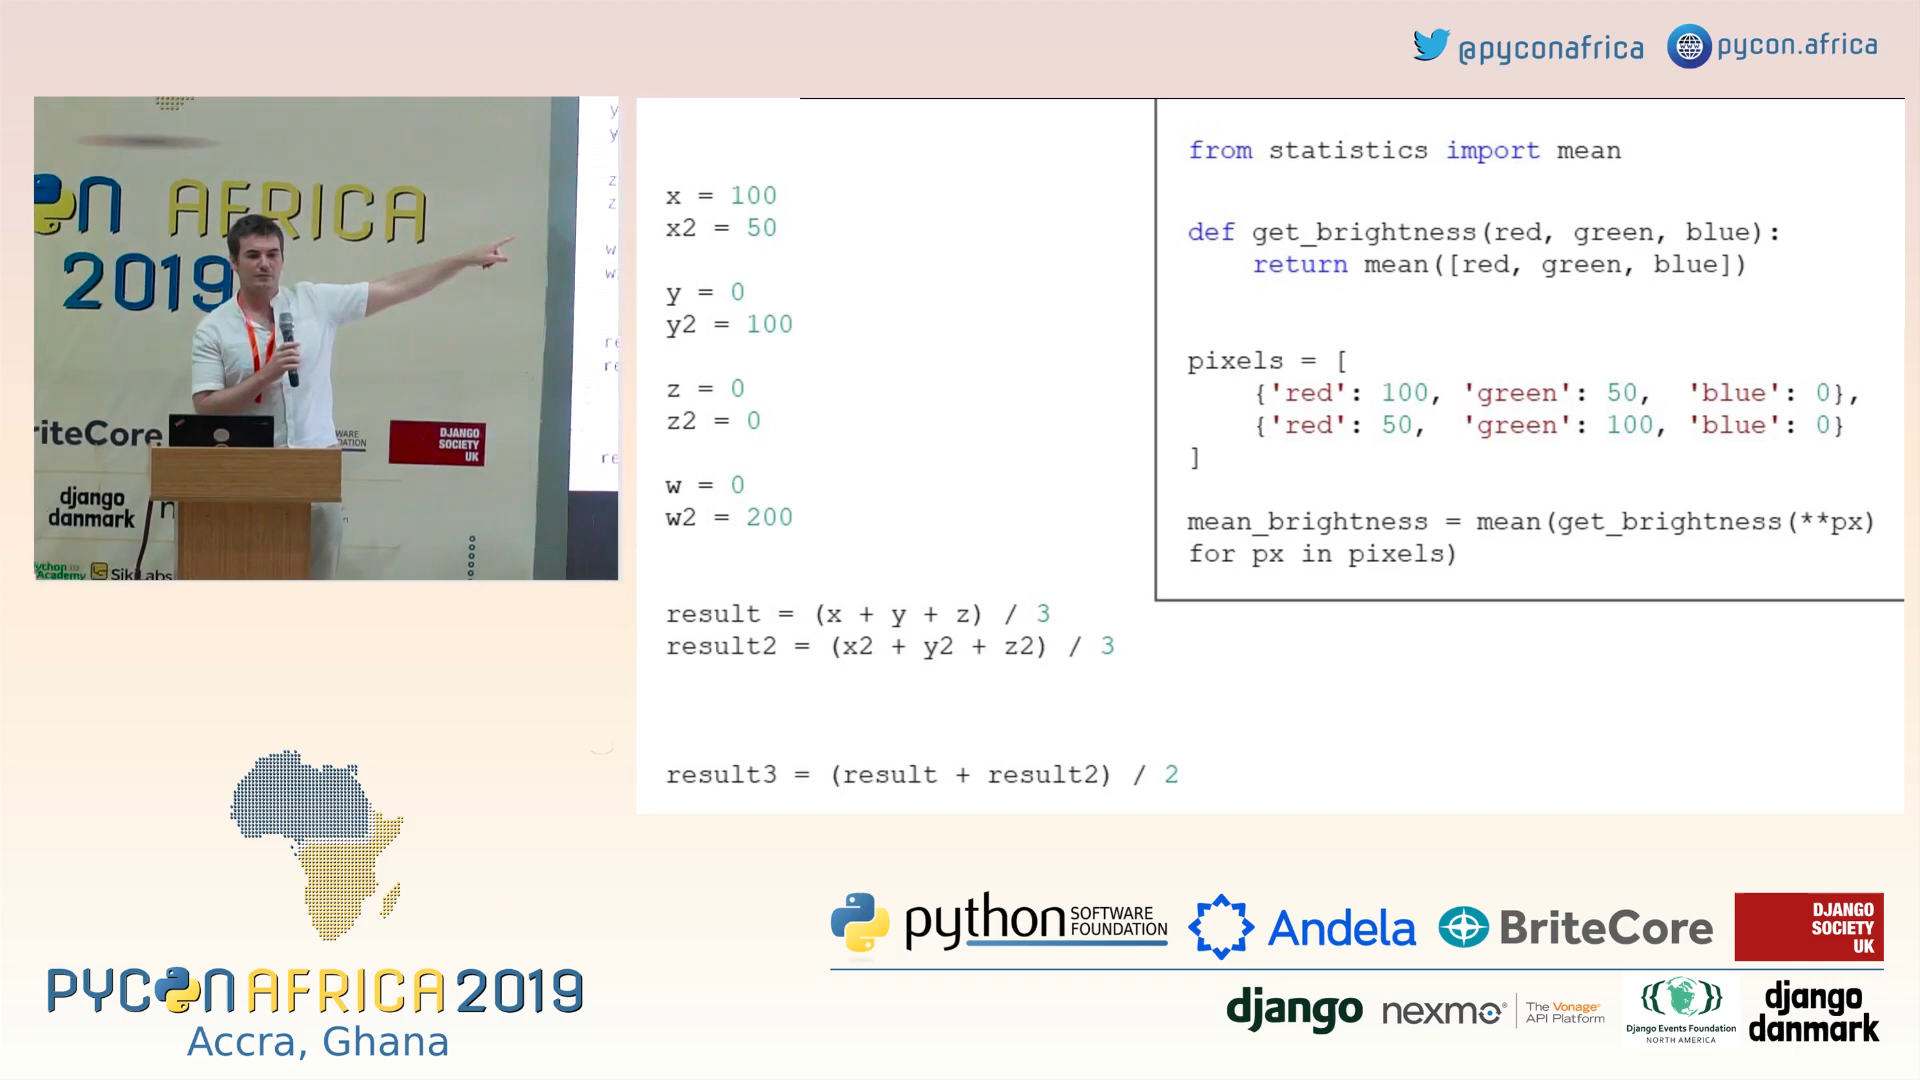 @pyconafrica pycon.africa
ON AFRICA
2019
riteCore
DJANGO
SOCIETY
UK
django
danmark
Academy
SikiLabs
x = 100
x2 = 50
y = 0
y2 = 100
z = 0
z2 = 0
w = 0
w2 = 200
result = (x + y + z) / 3
result2 = (x2 + y2 + z2) / 3
result3 = (result + result2) / 2
from statistics import mean
def get_brightness(red, green, blue):
    return mean([red, green, blue])
pixels = [
    {'red': 100, 'green': 50, 'blue': 0},
    {'red': 50, 'green': 100, 'blue': 0}
]
mean_brightness = mean(get_brightness(**px)
for px in pixels)
PYCON AFRICA 2019
Accra, Ghana
python SOFTWARE
FOUNDATION
Andela
BriteCore
DJANGO
SOCIETY
UK
django
nexmo
The Vonage®
API Platform
Django Events Foundation
NORTH AMERICA
django
danmark